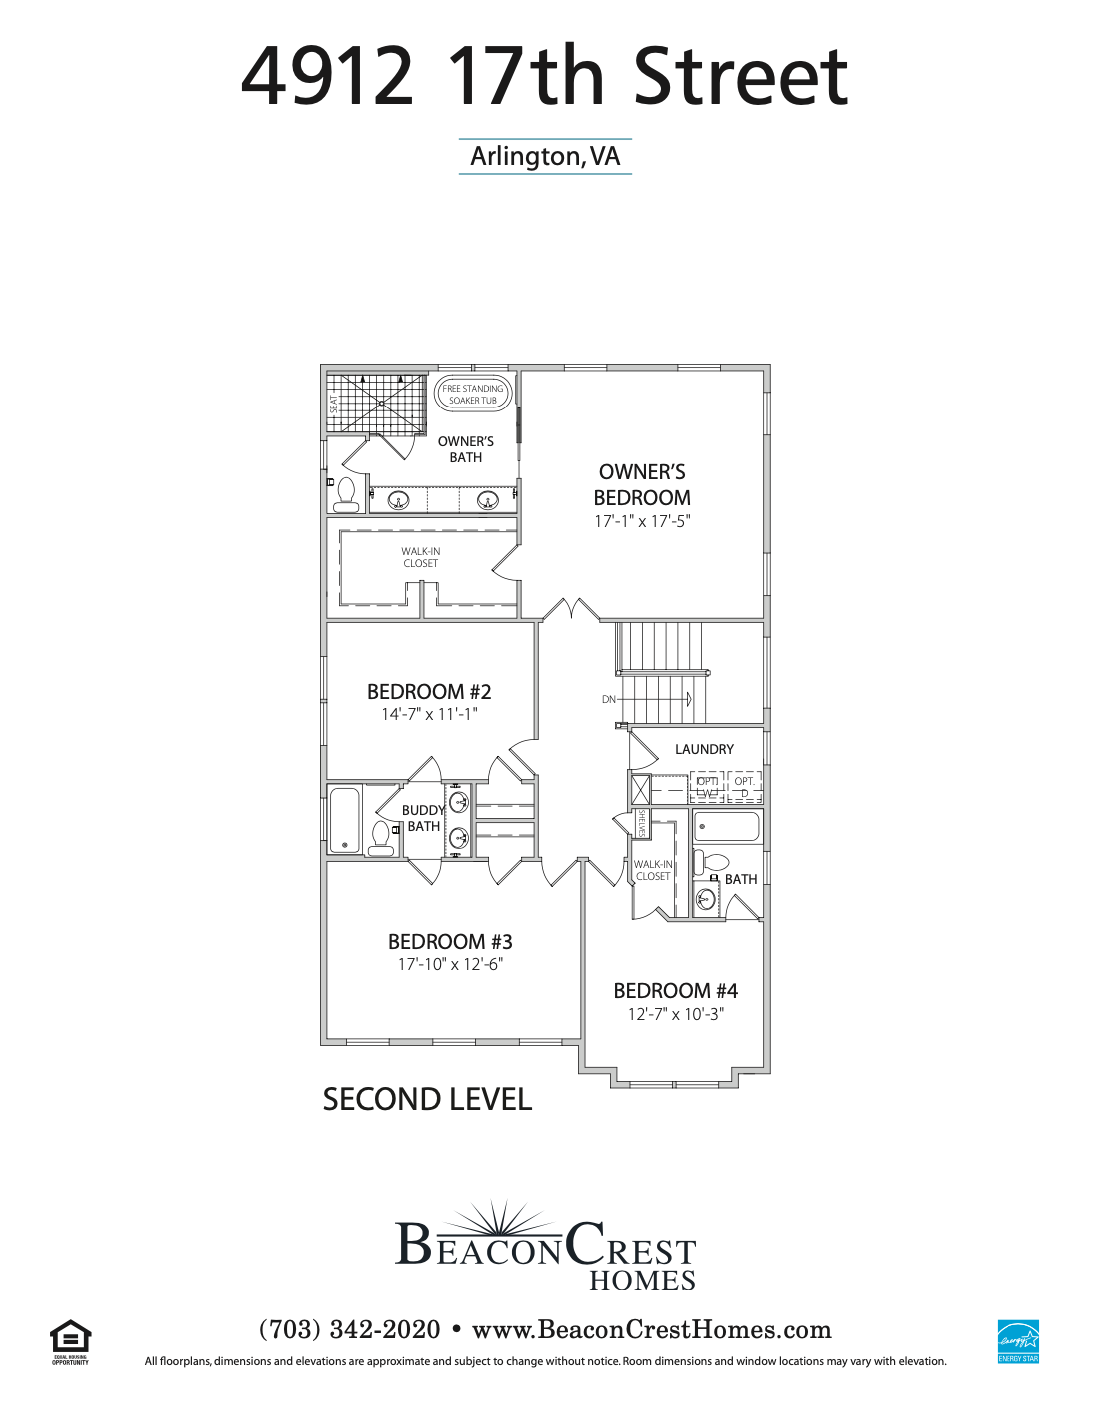 4912 17th Street
Arlington, VA
SEAT
FREE STANDING
SOAKER TUB
OWNER'S
BATH
OWNER'S
BEDROOM
17'-1" x 17'-5"
WALK-IN
CLOSET
BEDROOM #2
14'-7" x 11'-1"
DN
LAUNDRY
OPT.
W
OPT.
D
BUDDY
BATH
SHELVES
WALK-IN
CLOSET
BATH
BEDROOM #3
17'-10" x 12'-6"
BEDROOM #4
12'-7" x 10'-3"
SECOND LEVEL
BEACONCREST
HOMES
(703) 342-2020 • www.BeaconCrestHomes.com
EQUAL HOUSING
OPPORTUNITY
All floorplans, dimensions and elevations are approximate and subject to change without notice. Room dimensions and window locations may vary with elevation.
energy
ENERGY STAR